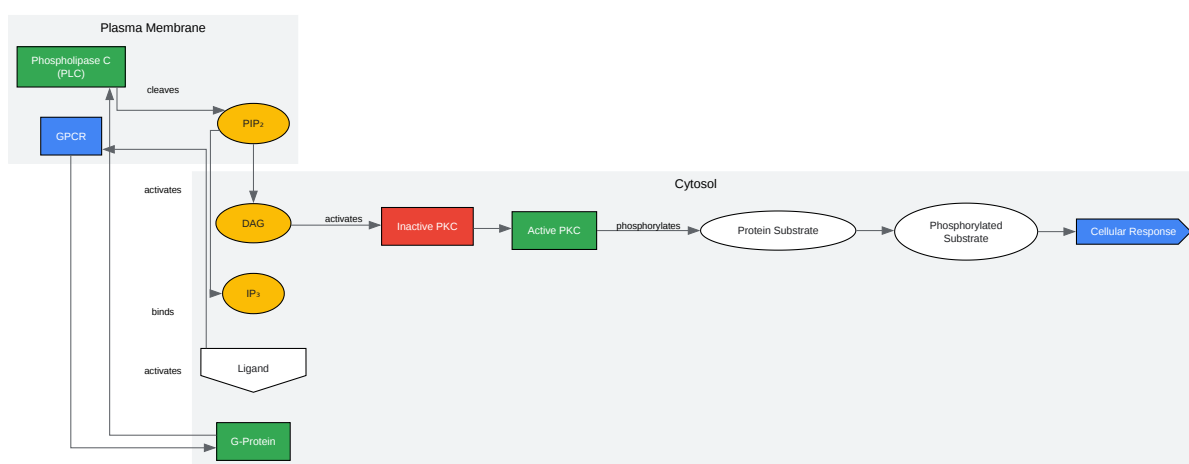 Plasma Membrane
Phospholipase C
(PLC)
cleaves
PIP₂
GPCR
activates
Cytosol
DAG
activates
Inactive PKC
Active PKC
phosphorylates
Protein Substrate
Phosphorylated
Substrate
Cellular Response
IP₃
binds
Ligand
activates
G-Protein